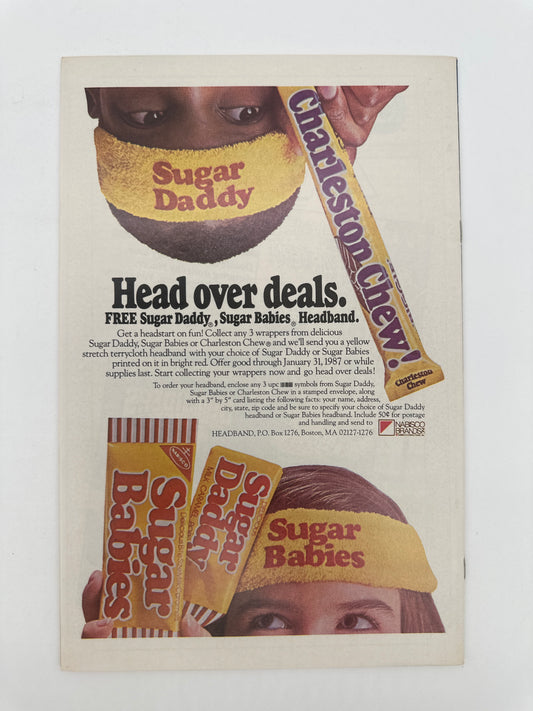 Sugar
Daddy
Charleston Chew!
Charleston
Chew
Head over deals.
FREE Sugar Daddy®, Sugar Babies® Headband.
Get a headstart on fun! Collect any 3 wrappers from delicious
Sugar Daddy, Sugar Babies or Charleston Chew® and we'll send you a yellow
stretch terrycloth headband with your choice of Sugar Daddy or Sugar Babies
printed on it in bright red. Offer good through January 31, 1987 or while
supplies last. Start collecting your wrappers now and go head over deals!
To order your headband, enclose any 3 upc symbols from Sugar Daddy,
Sugar Babies or Charleston Chew in a stamped envelope, along
with a 3" by 5" card listing the following facts: your name, address,
city, state, zip code and be sure to specify your choice of Sugar Daddy
headband or Sugar Babies headband. Include 50¢ for postage
and handling and send to
HEADBAND, P.O. Box 1276, Boston, MA 02127-1276
NABISCO
BRANDS
NABISCO
Sugar
Babies
Sugar
Daddy
MILK CARAMEL POP
Sugar
Babies